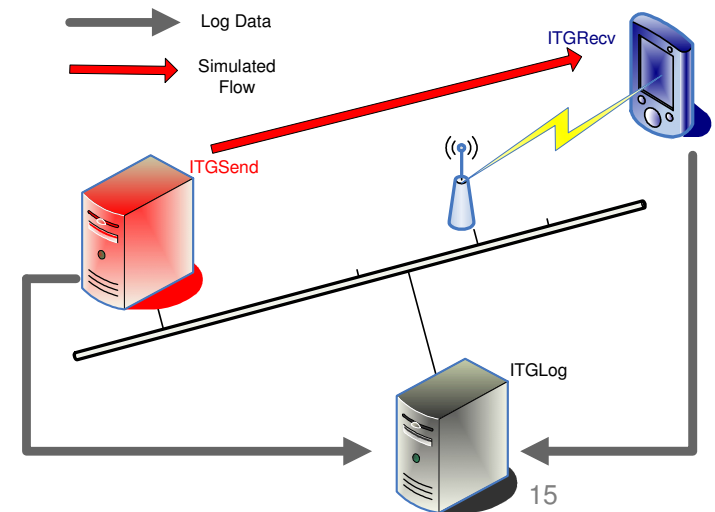 Log Data
Simulated
Flow
ITGRecv
ITGSend
ITGLog
15